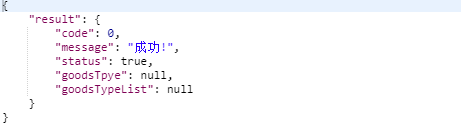 {
    "result": {
        "code": 0,
        "message": "成功!",
        "status": true,
        "goodsTpye": null,
        "goodsTypeList": null
    }
}